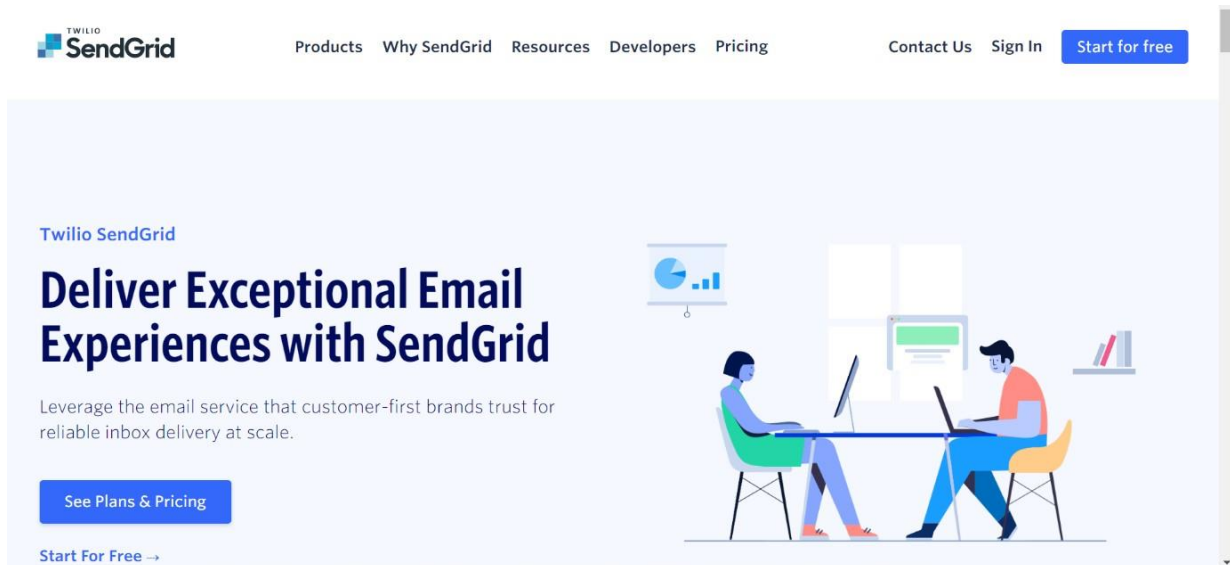 TWILIO
SendGrid
Products Why SendGrid Resources Developers Pricing
Contact Us Sign In Start for free
Twilio SendGrid
Deliver Exceptional Email
Experiences with SendGrid
Leverage the email service that customer-first brands trust for
reliable inbox delivery at scale.
See Plans & Pricing
Start For Free →